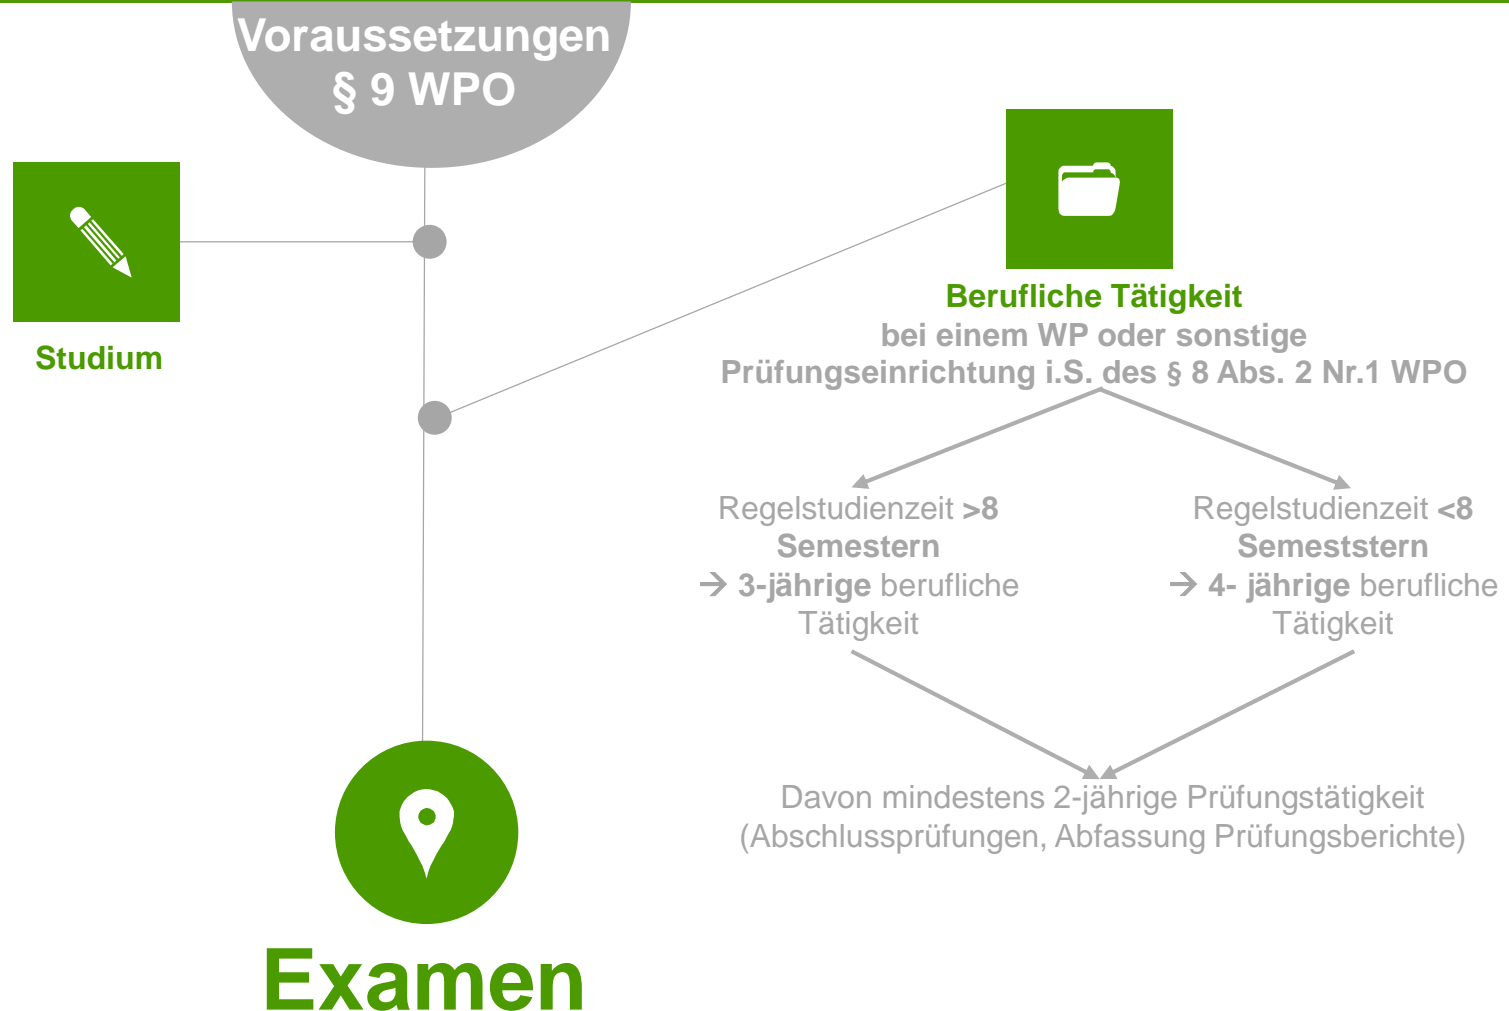 Voraussetzungen
§ 9 WPO
Studium
Berufliche Tätigkeit
bei einem WP oder sonstige
Prüfungseinrichtung i.S. des § 8 Abs. 2 Nr.1 WPO
Regelstudienzeit >8
Semestern
→ 3-jährige berufliche
Tätigkeit
Regelstudienzeit <8
Semeststern
→ 4- jährige berufliche
Tätigkeit
Davon mindestens 2-jährige Prüfungstätigkeit
(Abschlussprüfungen, Abfassung Prüfungsberichte)
Examen